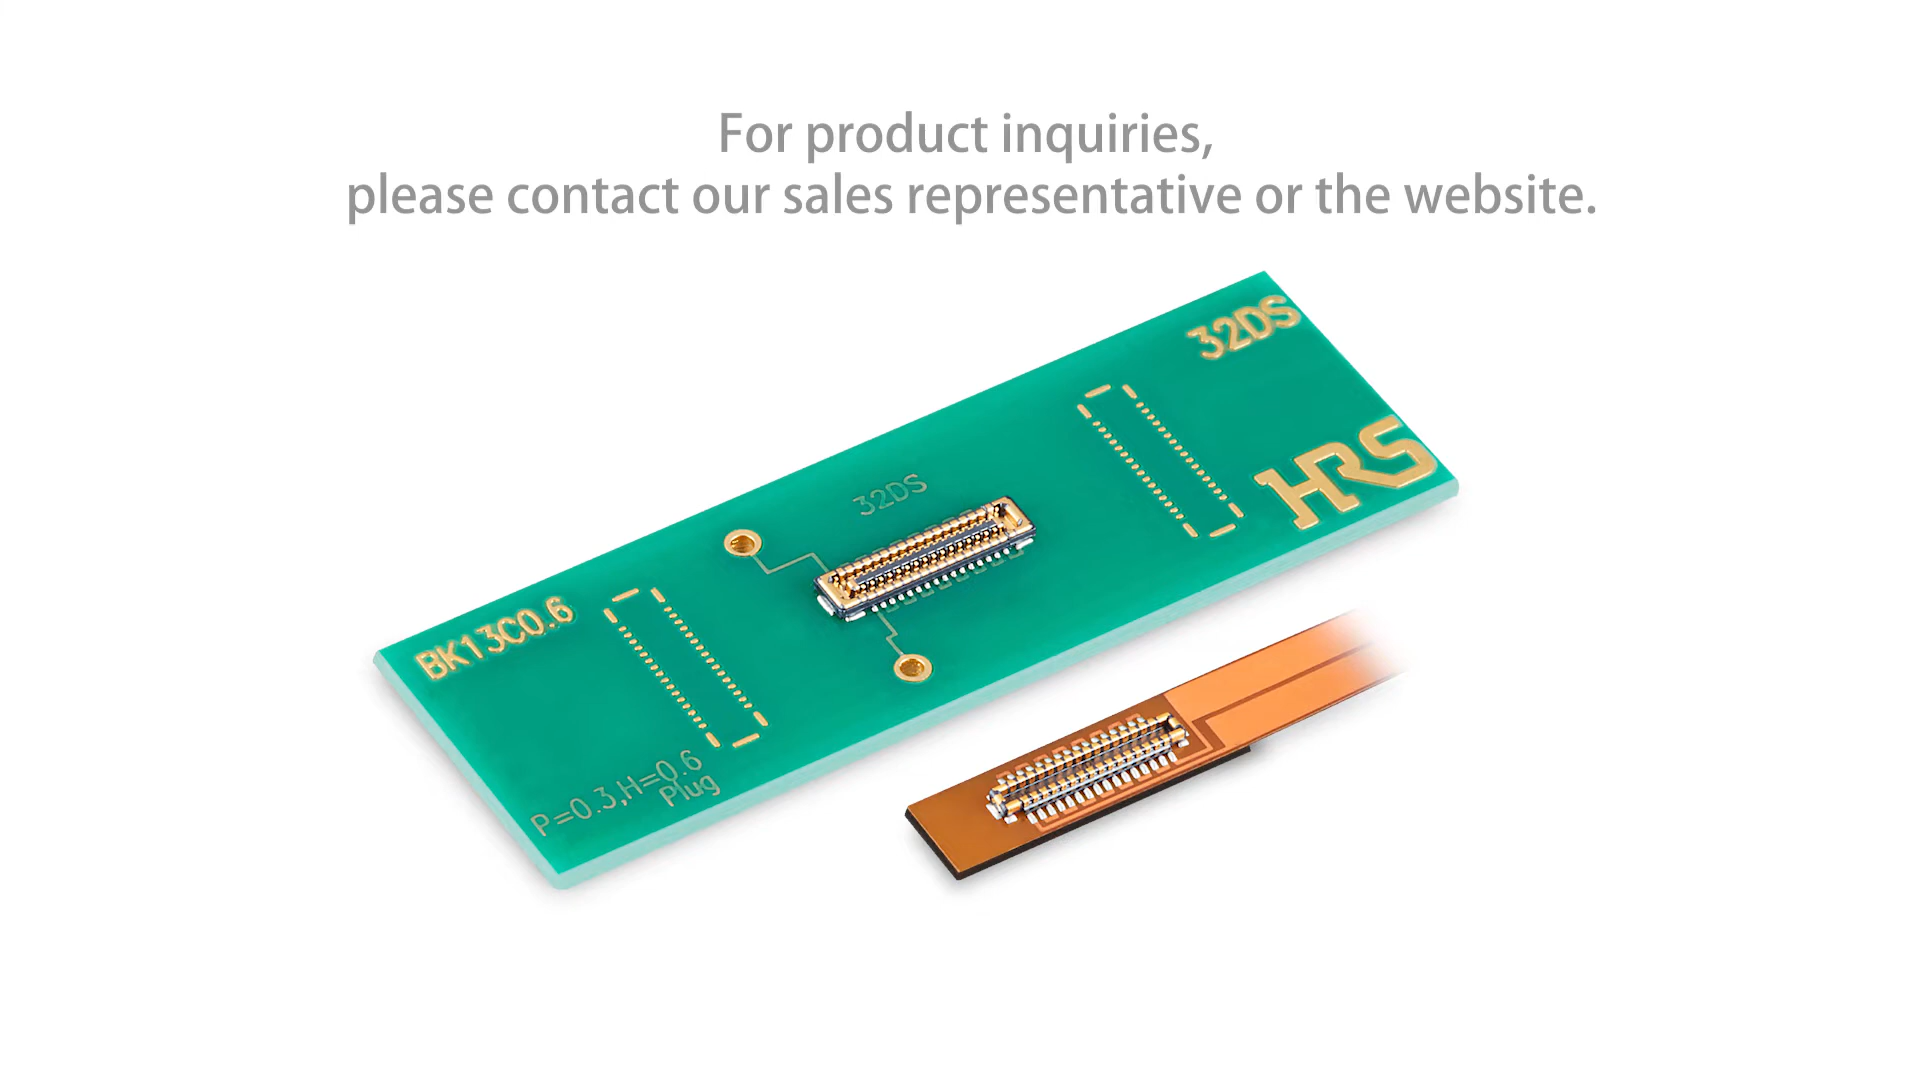 For product inquiries,
please contact our sales representative or the website.
32DS
HRS
32DS
BK13C0.6
P=0.3,H=0.6
Plug